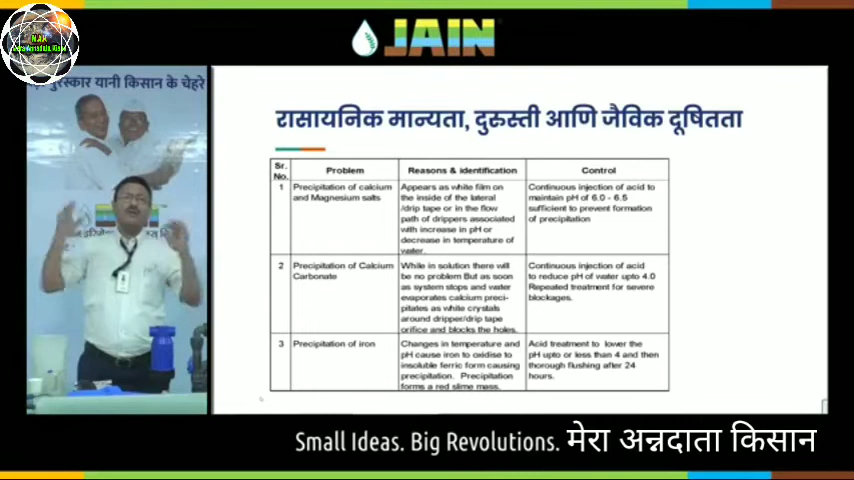 MAK
Mera Annadata Kisan
JAIN
पुरस्कार यानी किसान के चेहरे
रासायनिक मान्यता, दुरुस्ती आणि जैविक दूषितता
Sr. No. Problem Reasons & identification Control
1 Precipitation of calcium and Magnesium salts
Appears as white film on
the inside of the lateral
/drip tape or in the flow
path of drippers associated
with increase in pH or
decrease in temperature of
water.
Continuous injection of acid to
maintain pH of 6.0 - 6.5
sufficient to prevent formation
of precipitation
2 Precipitation of Calcium
Carbonate
While in solution there will
be no problem But as soon
as system stops and water
evaporates calcium preci-
pitates as white crystals
around dripper/drip tape
orifice and blocks the holes.
Continuous injection of acid
to reduce pH of water upto 4.0
Repeated treatment for severe
blockages.
3 Precipitation of iron
Changes in temperature and
pH cause iron to oxidise to
insoluble ferric form causing
precipitation. Precipitation
forms a red slime mass.
Acid treatment to lower the
pH upto or less than 4 and then
thorough flushing after 24
hours.
Small Ideas. Big Revolutions. मेरा अन्नदाता किसान